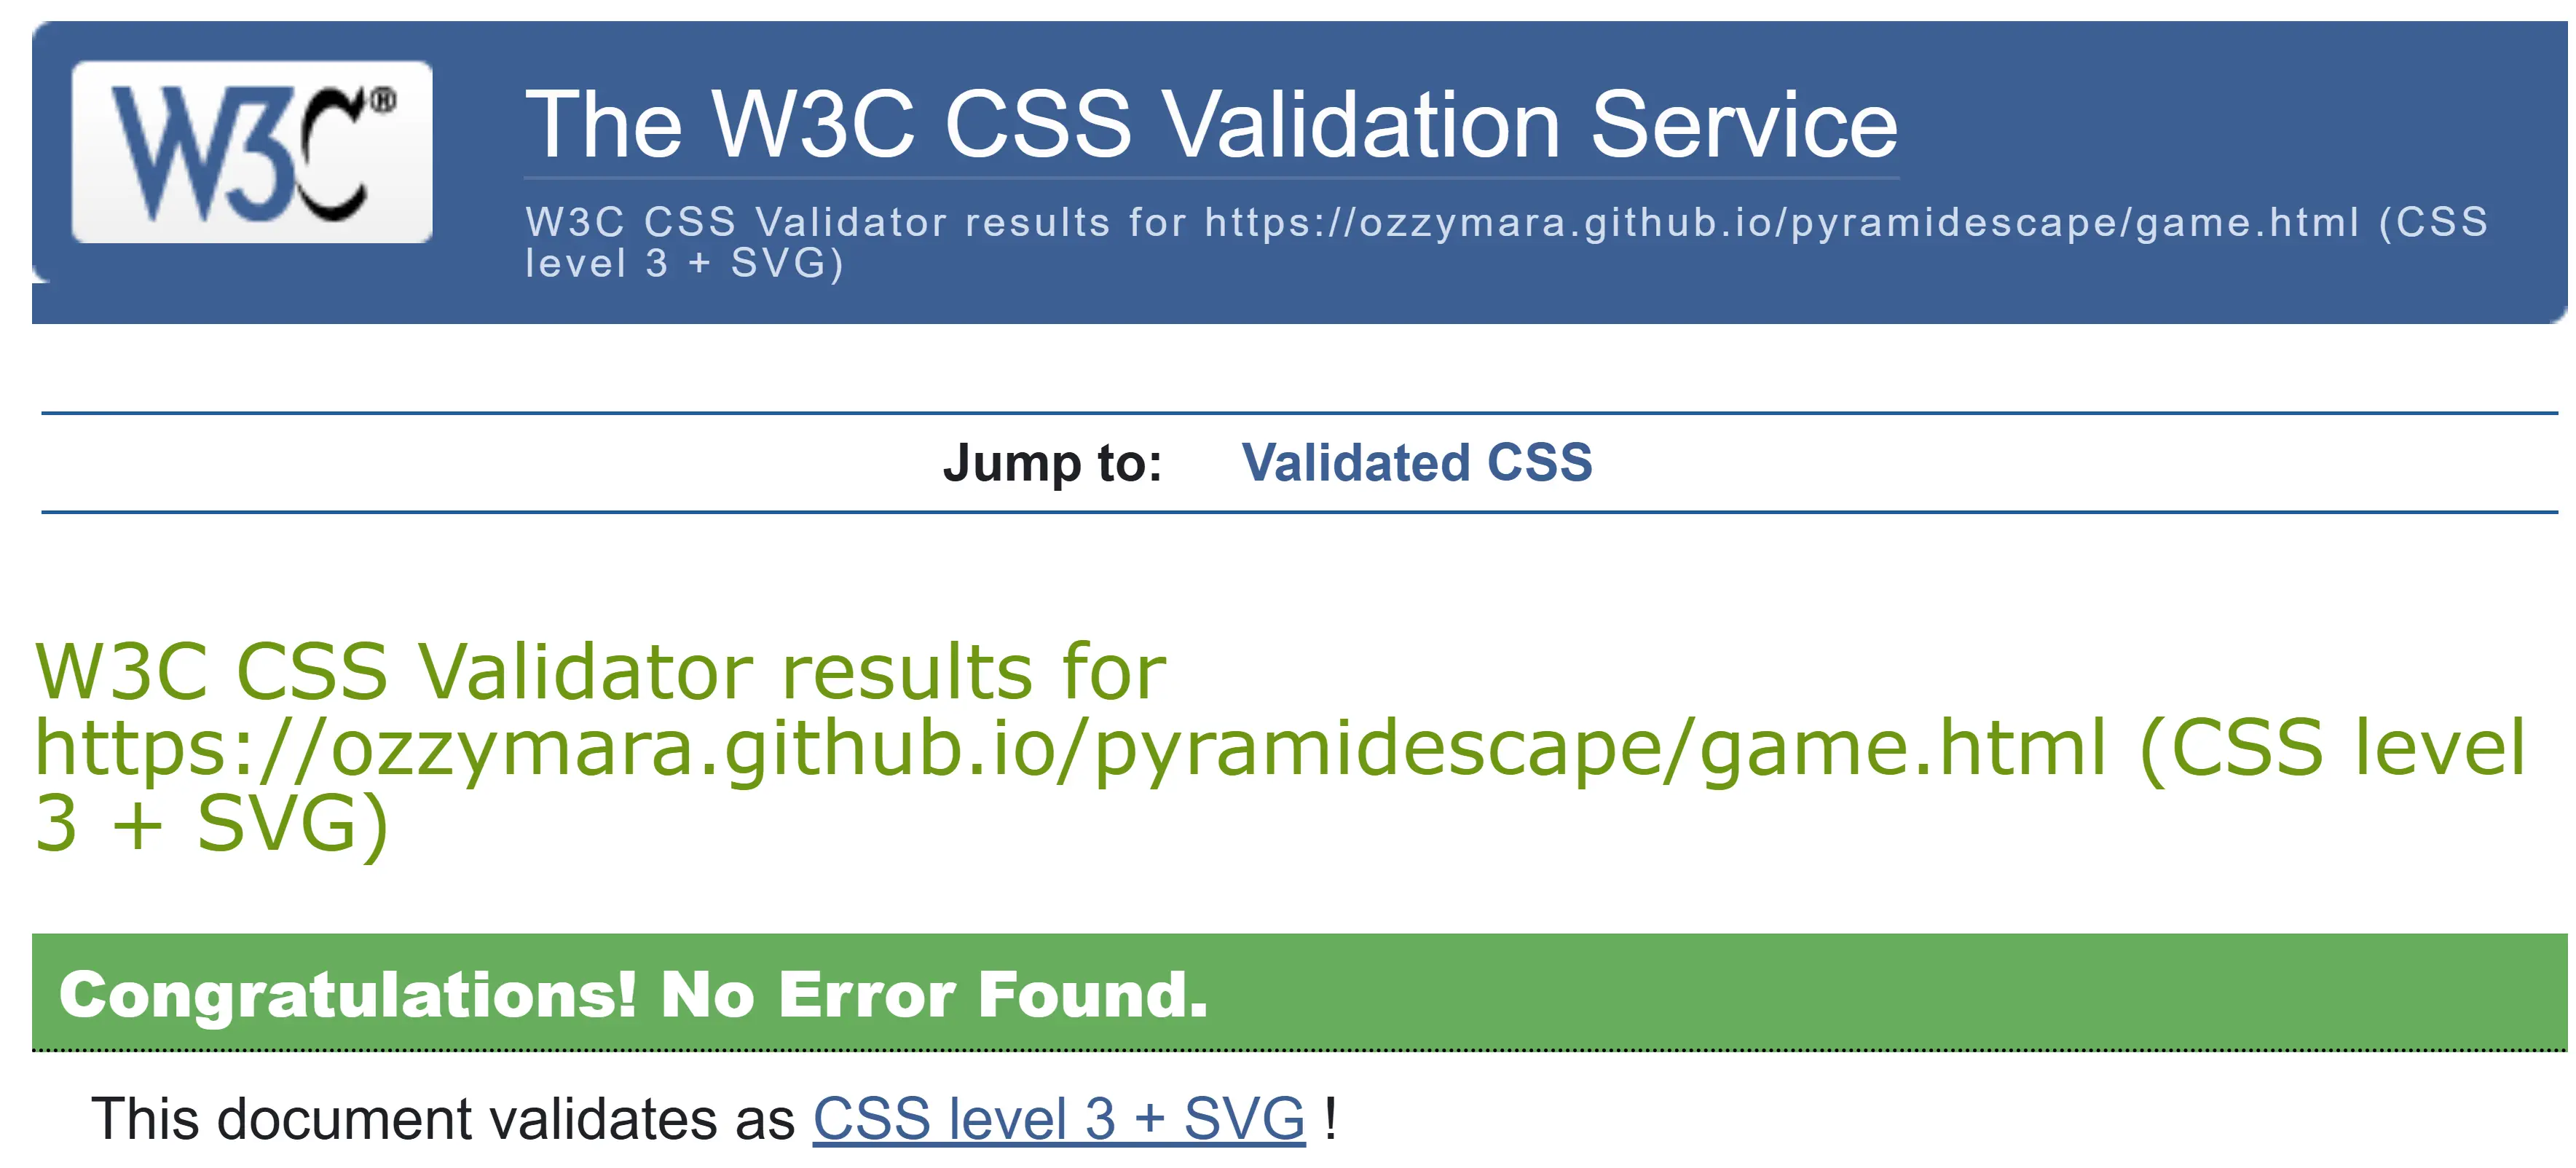 W3C®
The W3C CSS Validation Service
W3C CSS Validator results for https://ozzymara.github.io/pyramidescape/game.html (CSS
level 3 + SVG)
Jump to: Validated CSS
W3C CSS Validator results for
https://ozzymara.github.io/pyramidescape/game.html (CSS level
3 + SVG)
Congratulations! No Error Found.
This document validates as CSS level 3 + SVG !